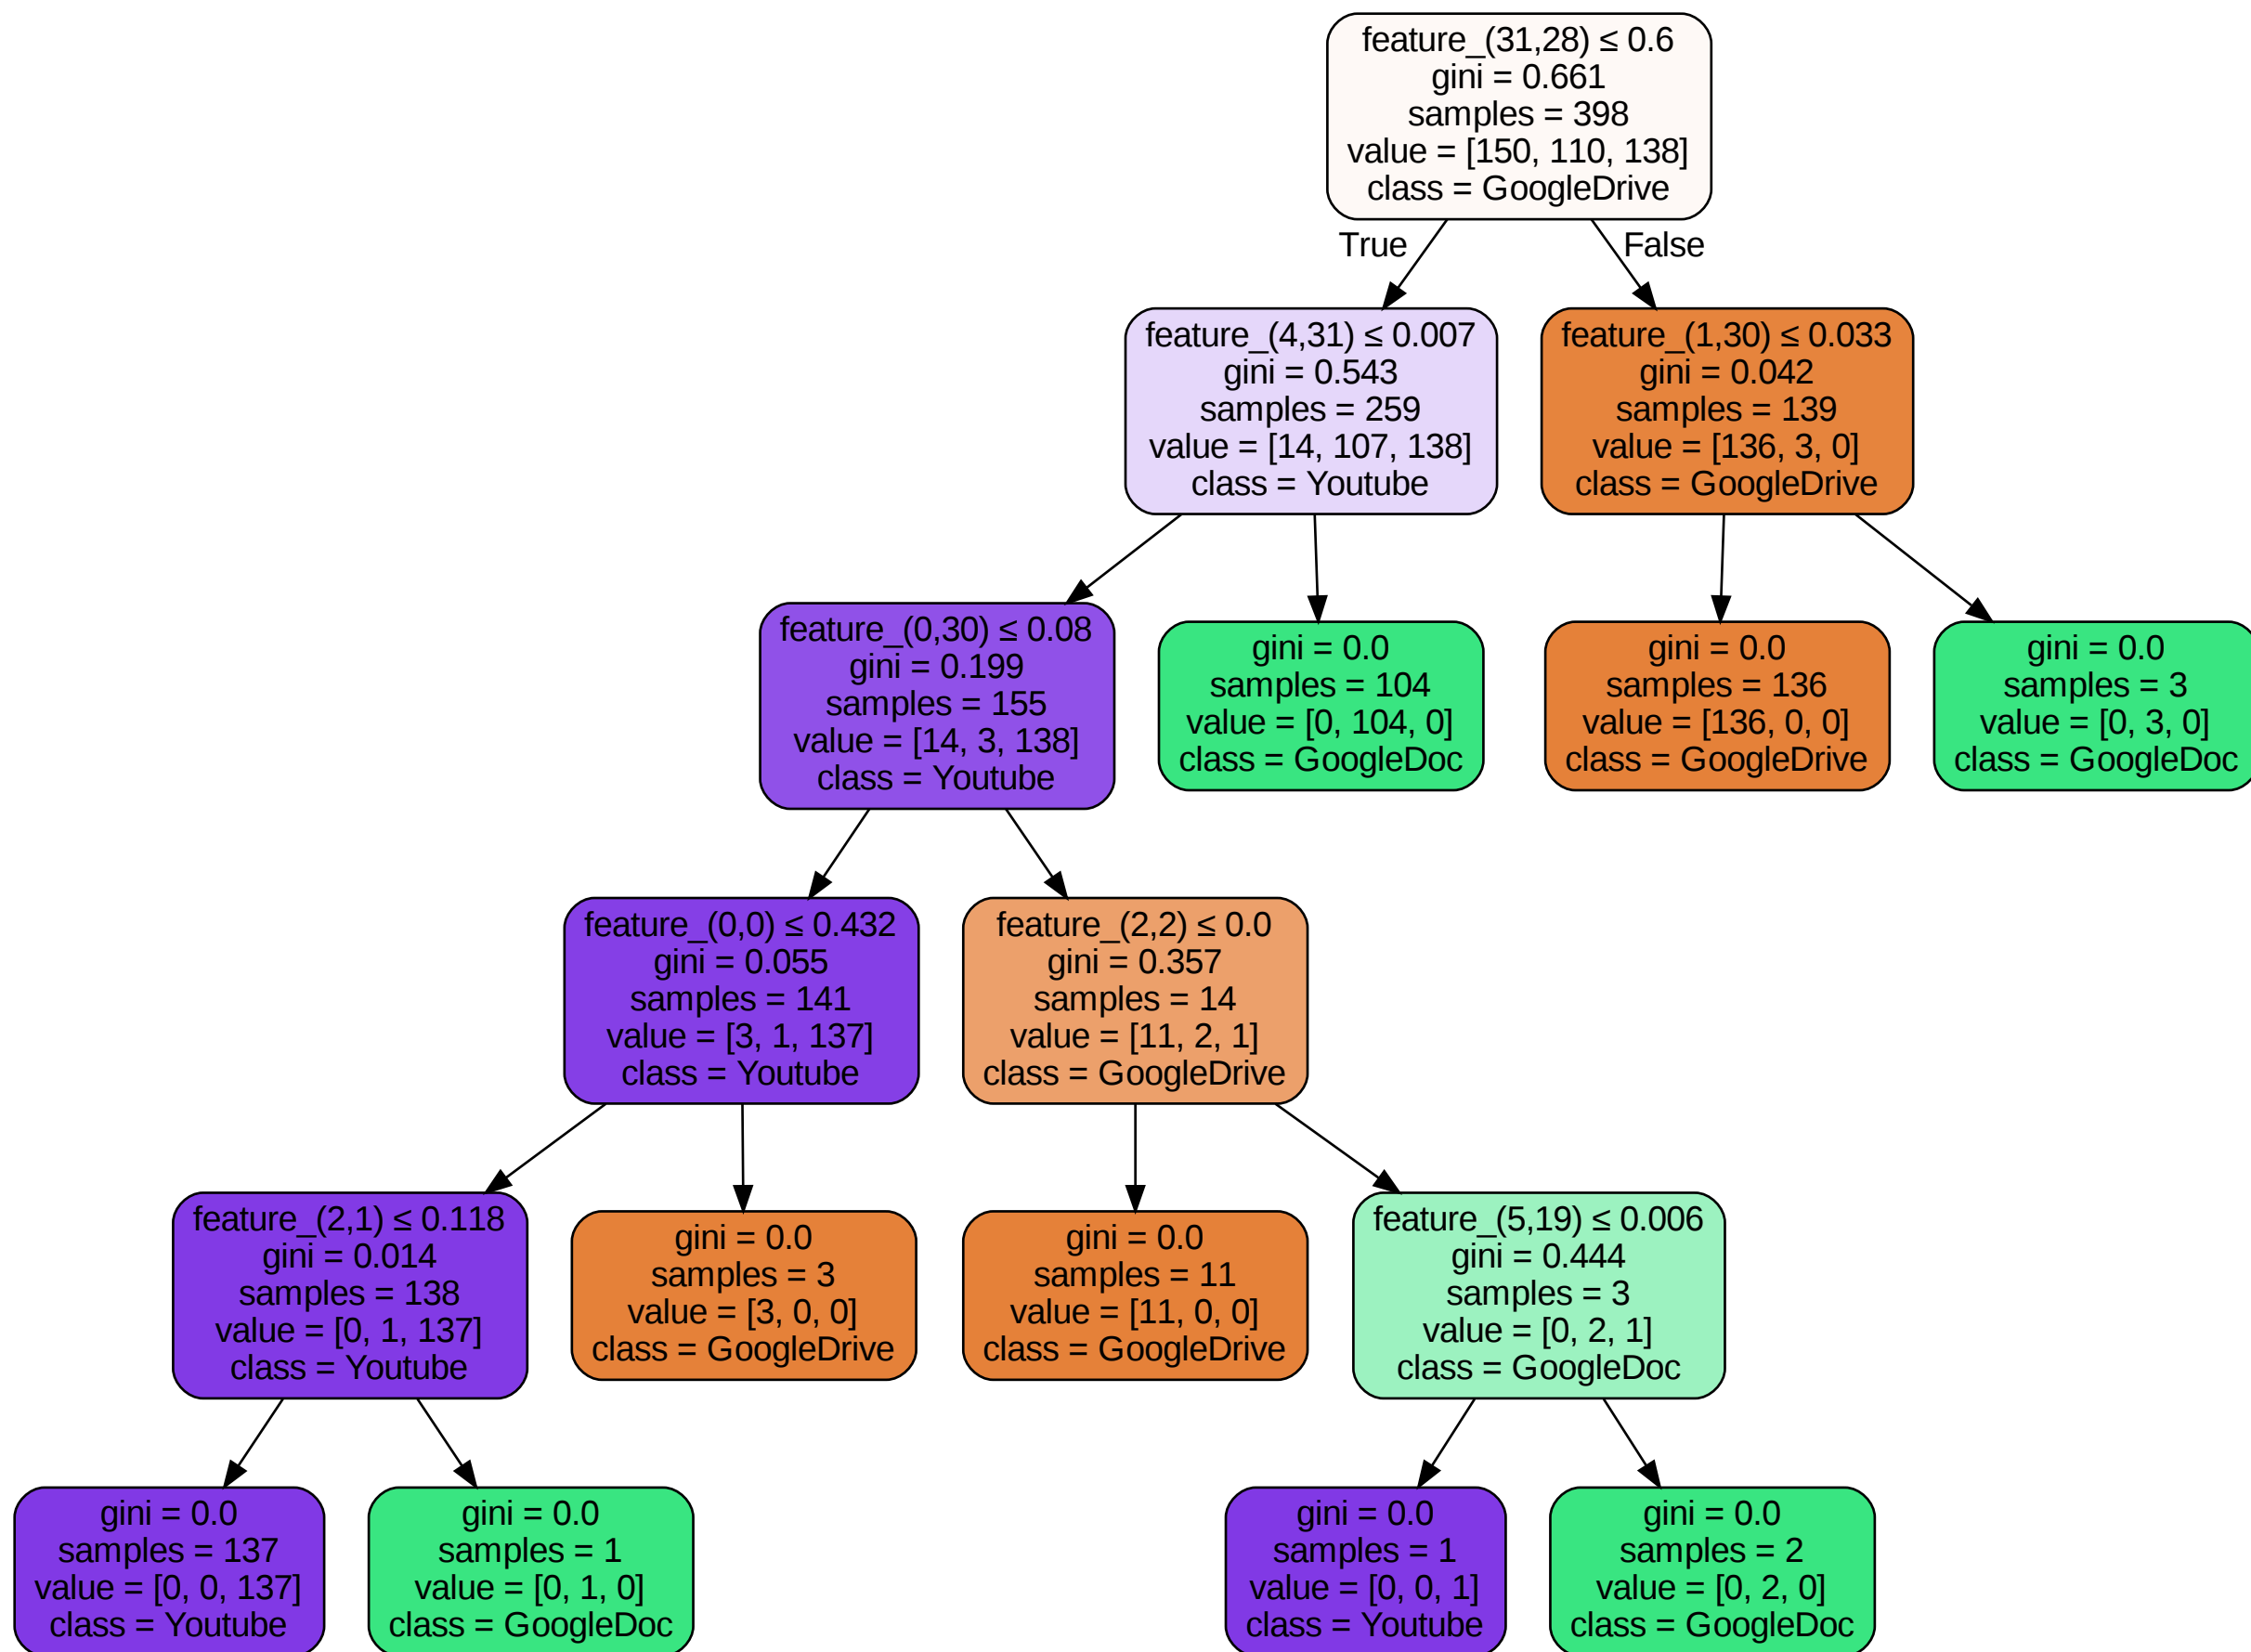 feature_(31,28) ≤ 0.6
gini = 0.661
samples = 398
value = [150, 110, 138]
class = GoogleDrive
True
False
feature_(4,31) ≤ 0.007
gini = 0.543
samples = 259
value = [14, 107, 138]
class = Youtube
feature_(1,30) ≤ 0.033
gini = 0.042
samples = 139
value = [136, 3, 0]
class = GoogleDrive
feature_(0,30) ≤ 0.08
gini = 0.199
samples = 155
value = [14, 3, 138]
class = Youtube
gini = 0.0
samples = 104
value = [0, 104, 0]
class = GoogleDoc
gini = 0.0
samples = 136
value = [136, 0, 0]
class = GoogleDrive
gini = 0.0
samples = 3
value = [0, 3, 0]
class = GoogleDoc
feature_(0,0) ≤ 0.432
gini = 0.055
samples = 141
value = [3, 1, 137]
class = Youtube
feature_(2,2) ≤ 0.0
gini = 0.357
samples = 14
value = [11, 2, 1]
class = GoogleDrive
feature_(2,1) ≤ 0.118
gini = 0.014
samples = 138
value = [0, 1, 137]
class = Youtube
gini = 0.0
samples = 3
value = [3, 0, 0]
class = GoogleDrive
gini = 0.0
samples = 11
value = [11, 0, 0]
class = GoogleDrive
feature_(5,19) ≤ 0.006
gini = 0.444
samples = 3
value = [0, 2, 1]
class = GoogleDoc
gini = 0.0
samples = 137
value = [0, 0, 137]
class = Youtube
gini = 0.0
samples = 1
value = [0, 1, 0]
class = GoogleDoc
gini = 0.0
samples = 1
value = [0, 0, 1]
class = Youtube
gini = 0.0
samples = 2
value = [0, 2, 0]
class = GoogleDoc